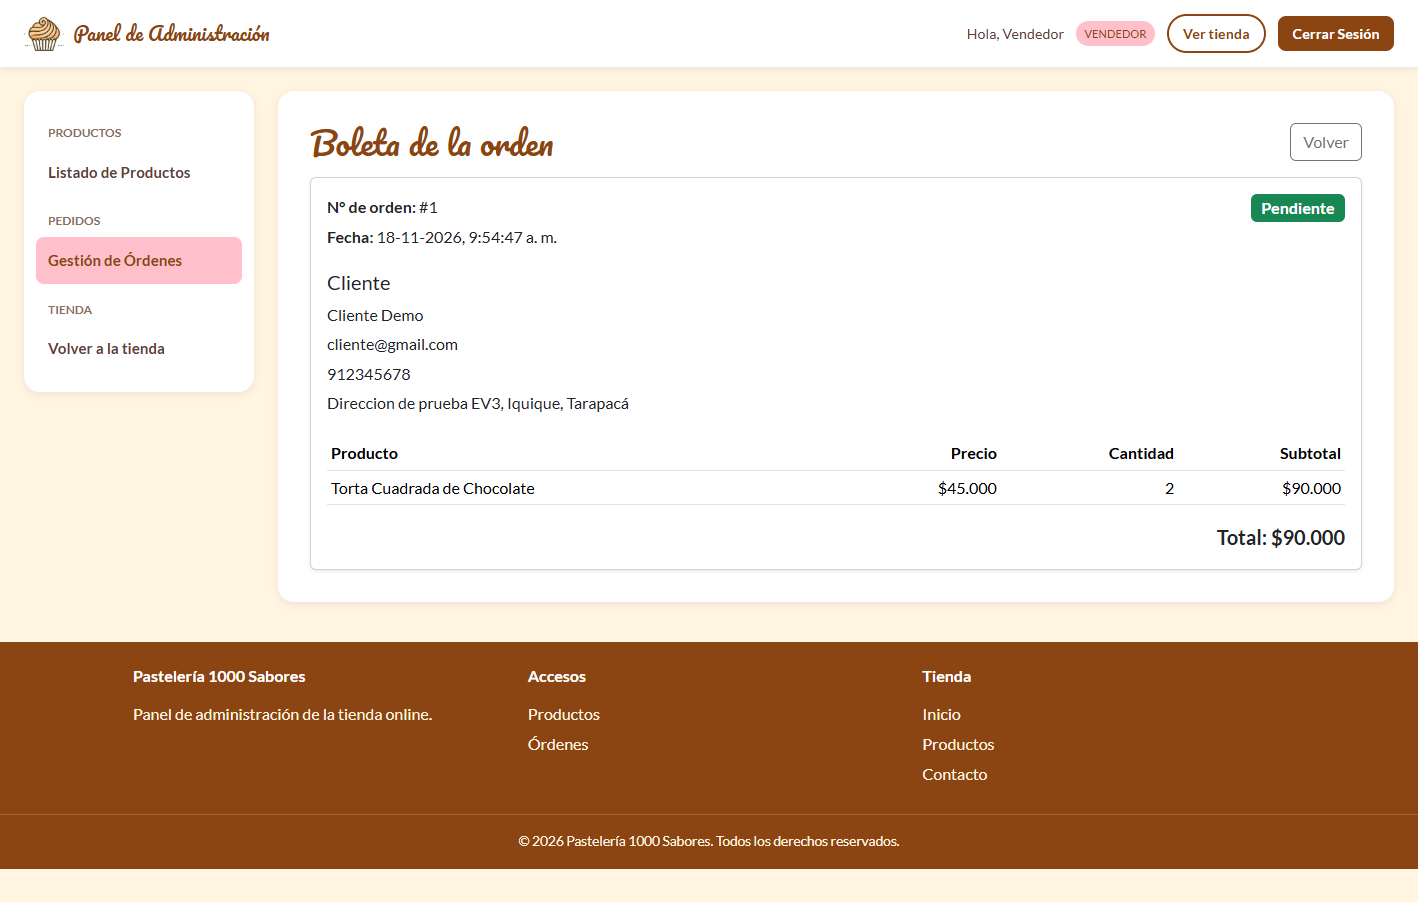 Panel de Administración
Hola, Vendedor
VENDEDOR
Ver tienda
Cerrar Sesión
PRODUCTOS
Listado de Productos
PEDIDOS
Gestión de Órdenes
TIENDA
Volver a la tienda
Boleta de la orden
Volver
N° de orden: #1
Pendiente
Fecha: 18-11-2026, 9:54:47 a. m.
Cliente
Cliente Demo
cliente@gmail.com
912345678
Direccion de prueba EV3, Iquique, Tarapacá
Producto Precio Cantidad Subtotal
Torta Cuadrada de Chocolate $45.000 2 $90.000
Total: $90.000
Pastelería 1000 Sabores
Panel de administración de la tienda online.
Accesos
Productos
Órdenes
Tienda
Inicio
Productos
Contacto
© 2026 Pastelería 1000 Sabores. Todos los derechos reservados.